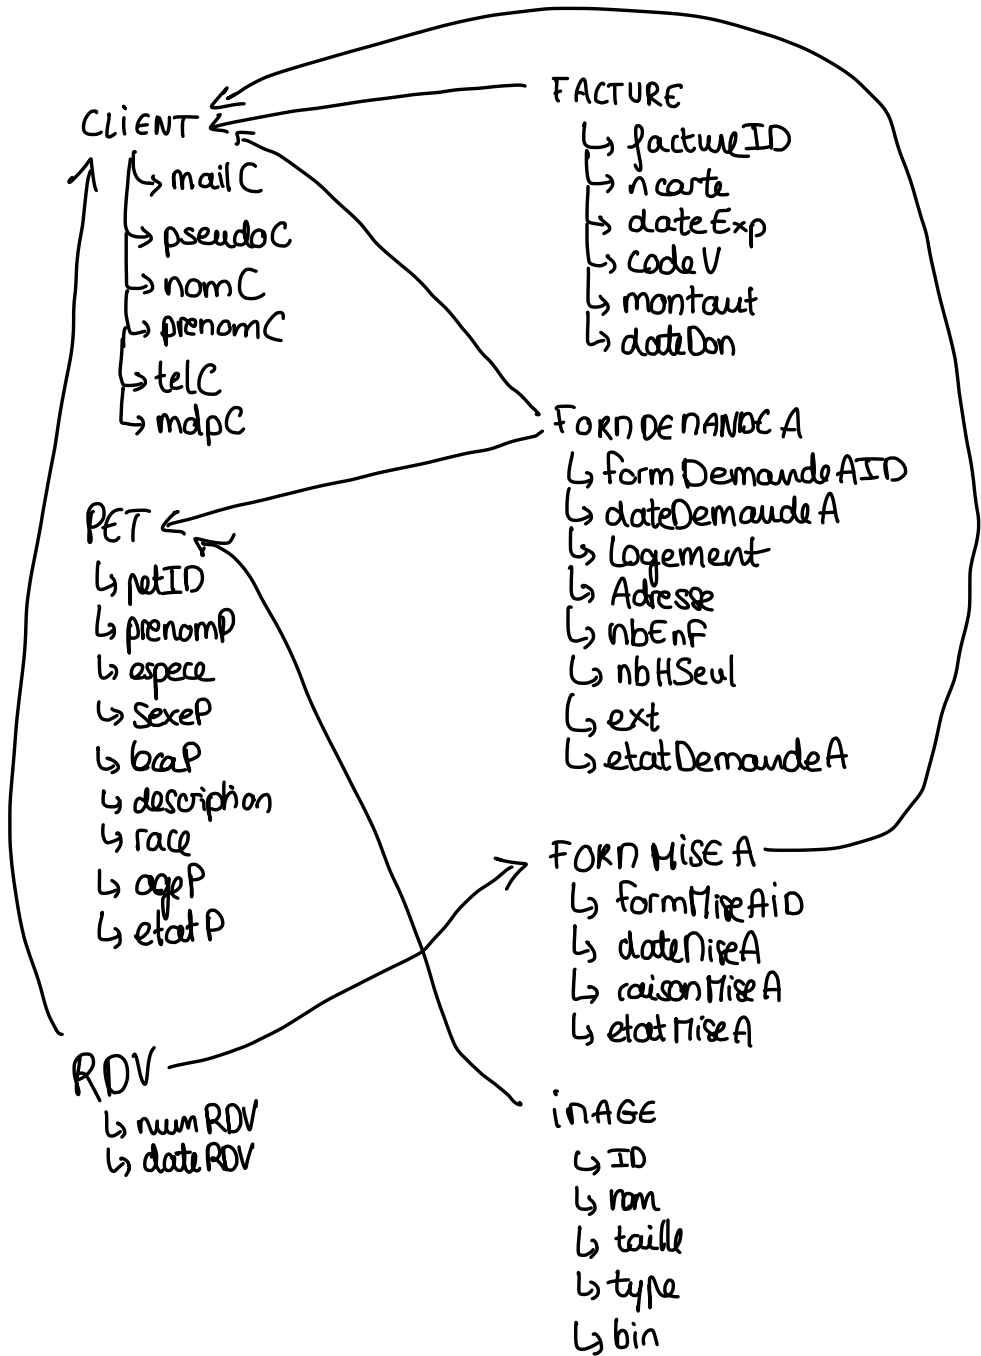 CLIENT
mailC
pseudoC
nomC
prenomC
telC
mdpC
PET
petID
prenomP
espece
sexeP
description
race
ageP
etatP
RDV
numRDV
dateRDV
FACTURE
factureID
ncarte
dateExp
codeV
montant
dateDon
FORMDEMANDEA
formDemandeAID
dateDemandeA
Logement
Adresse
nbEnF
nbHSeul
ext
etatDemandeA
FORMMISEA
formMiseAiD
dateMiseA
raisonMiseA
etatMiseA
iMAGE
ID
nom
taille
type
bin